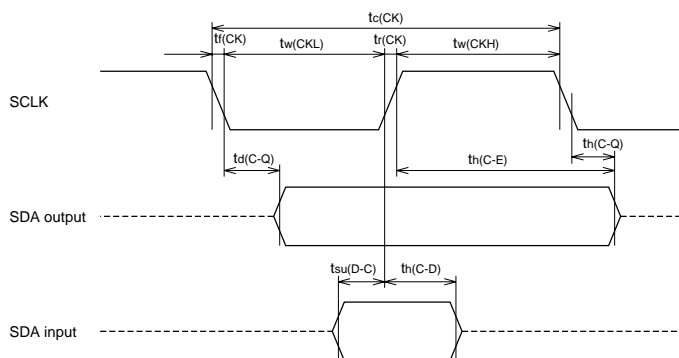 tc(CK)
tf(CK) tw(CKL) tr(CK) tw(CKH)
SCLK
td(C-Q) th(C-E) th(C-Q)
SDA output
tsu(D-C) th(C-D)
SDA input